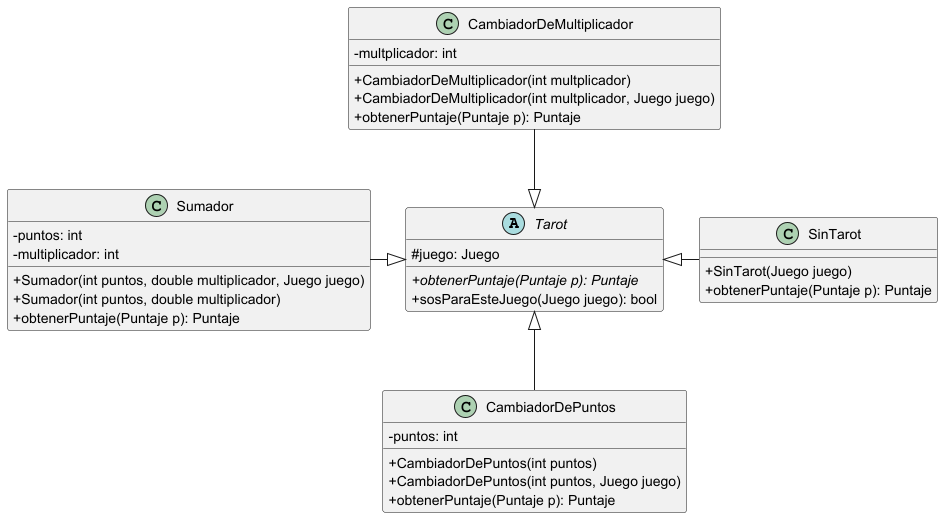 C CambiadorDeMultiplicador
-multplicador: int
+CambiadorDeMultiplicador(int multplicador)
+CambiadorDeMultiplicador(int multplicador, Juego juego)
+obtenerPuntaje(Puntaje p): Puntaje
C Sumador
-puntos: int
-multiplicador: int
+Sumador(int puntos, double multiplicador, Juego juego)
+Sumador(int puntos, double multiplicador)
+obtenerPuntaje(Puntaje p): Puntaje
A Tarot
#juego: Juego
+obtenerPuntaje(Puntaje p): Puntaje
+sosParaEsteJuego(Juego juego): bool
C SinTarot
+SinTarot(Juego juego)
+obtenerPuntaje(Puntaje p): Puntaje
C CambiadorDePuntos
-puntos: int
+CambiadorDePuntos(int puntos)
+CambiadorDePuntos(int puntos, Juego juego)
+obtenerPuntaje(Puntaje p): Puntaje